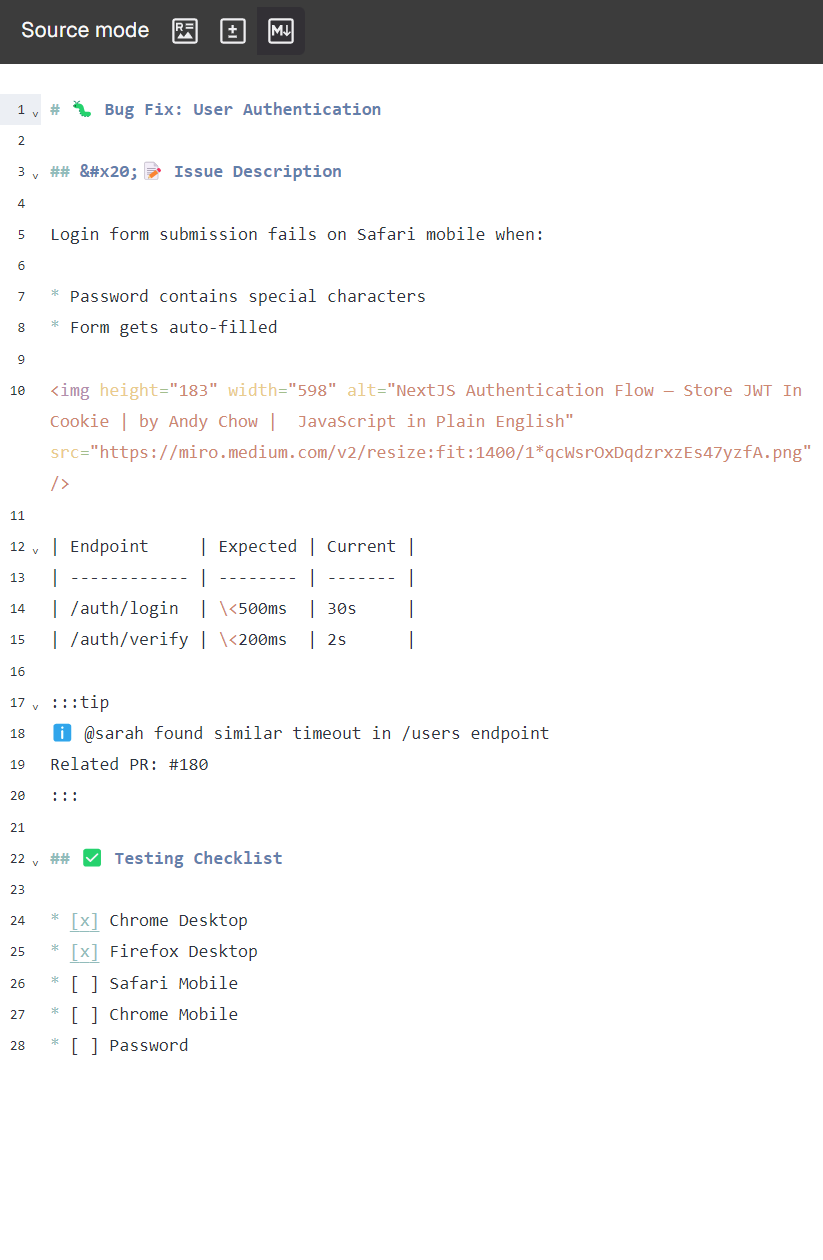 Source mode
1 # 🐛 Bug Fix: User Authentication
2
3 ## &#x20;📝 Issue Description
4
5 Login form submission fails on Safari mobile when:
6
7 * Password contains special characters
8 * Form gets auto-filled
9
10 <img height="183" width="598" alt="NextJS Authentication Flow — Store JWT In
Cookie | by Andy Chow |  JavaScript in Plain English"
src="https://miro.medium.com/v2/resize:fit:1400/1*qcWsrOxDqdzrxzEs47yzfA.png"
/>
11
12 | Endpoint     | Expected | Current |
13 | ------------ | -------- | ------- |
14 | /auth/login  | \<500ms  | 30s     |
15 | /auth/verify | \<200ms  | 2s      |
16
17 :::tip
18 ℹ️ @sarah found similar timeout in /users endpoint
19 Related PR: #180
20 :::
21
22 ## ✅ Testing Checklist
23
24 * [x] Chrome Desktop
25 * [x] Firefox Desktop
26 * [ ] Safari Mobile
27 * [ ] Chrome Mobile
28 * [ ] Password